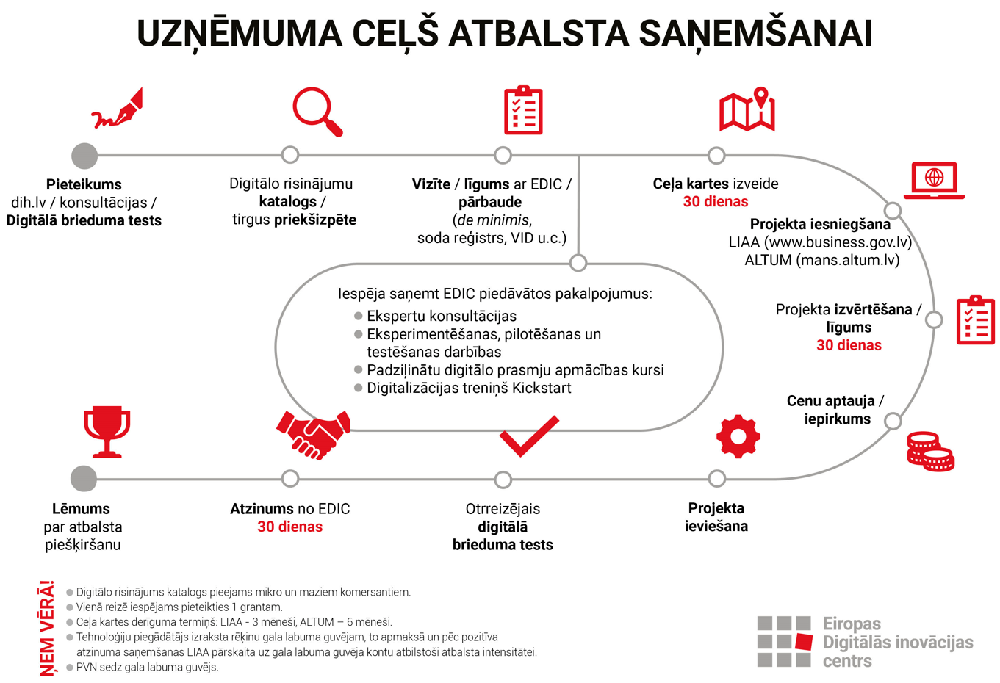 UZŅĒMUMA CEĻŠ ATBALSTA SAŅEMŠANAI
Pieteikums
dih.lv / konsultācijas /
Digitālā brieduma tests
Digitālo risinājumu
katalogs /
tirgus priekšizpēte
Vizīte / līgums ar EDIC /
pārbaude
(de minimis,
soda reģistrs, VID u.c.)
Ceļa kartes izveide
30 dienas
Projekta iesniegšana
LIAA (www.business.gov.lv)
ALTUM (mans.altum.lv)
Projekta izvērtēšana /
līgums
30 dienas
Cenu aptauja /
iepirkums
Iespēja saņemt EDIC piedāvātos pakalpojumus:
Ekspertu konsultācijas
Eksperimentēšanas, pilotēšanas un
testēšanas darbības
Padziļinātu digitālo prasmju apmācības kursi
Digitalizācijas treniņš Kickstart
Projekta
ieviešana
Otrreizējais
digitālā
brieduma tests
Atzinums no EDIC
30 dienas
Lēmums
par atbalsta
piešķiršanu
ŅEM VĒRĀ!
Digitālo risinājums katalogs pieejams mikro un maziem komersantiem.
Vienā reizē iespējams pieteikties 1 grantam.
Ceļa kartes derīguma termiņš: LIAA - 3 mēneši, ALTUM – 6 mēneši.
Tehnoloģiju piegādātājs izraksta rēķinu gala labuma guvējam, to apmaksā un pēc pozitīva
atzinuma saņemšanas LIAA pārskaita uz gala labuma guvēja kontu atbilstoši atbalsta intensitātei.
PVN sedz gala labuma guvējs.
Eiropas
Digitālās inovācijas
centrs